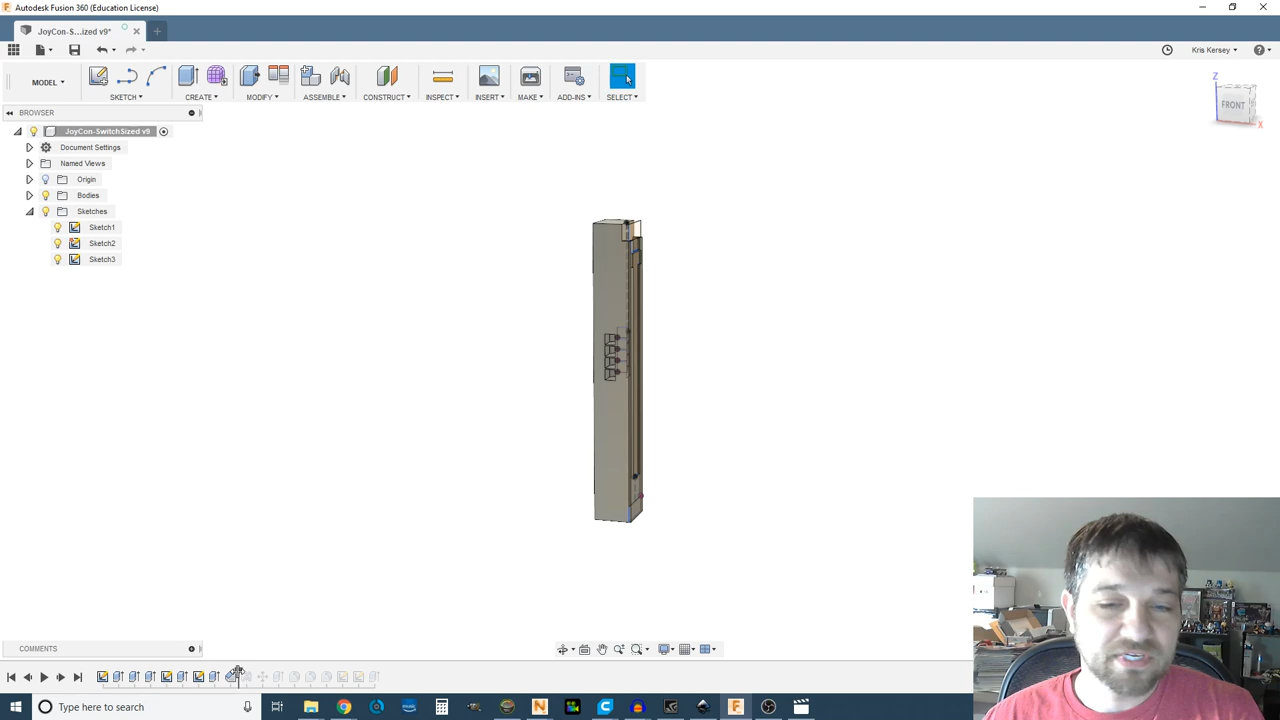 Autodesk Fusion 360 (Education License)
JoyCon-S...ized v9*
Kris Kersey
MODEL
SKETCH
CREATE
MODIFY
ASSEMBLE
CONSTRUCT
INSPECT
INSERT
MAKE
ADD-INS
SELECT
Z
FRONT
X
BROWSER
JoyCon-SwitchSized v9
Document Settings
Named Views
Origin
Bodies
Sketches
Sketch1
Sketch2
Sketch3
COMMENTS
Type here to search